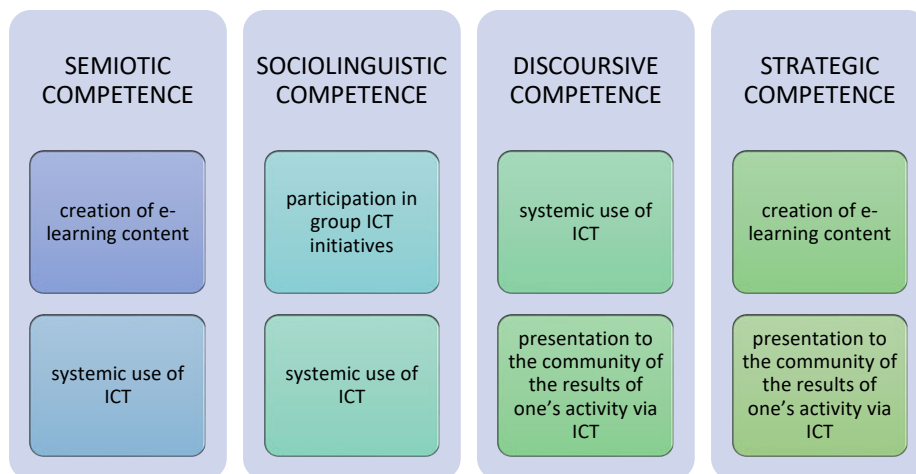 SEMIOTIC
COMPETENCE
creation of e-
learning content
systemic use of
ICT
SOCIOLINGUISTIC
COMPETENCE
participation in
group ICT
initiatives
systemic use of
ICT
DISCOURSIVE
COMPETENCE
systemic use of
ICT
presentation to
the community of
the results of
one’s activity via
ICT
STRATEGIC
COMPETENCE
creation of e-
learning content
presentation to
the community of
the results of
one’s activity via
ICT